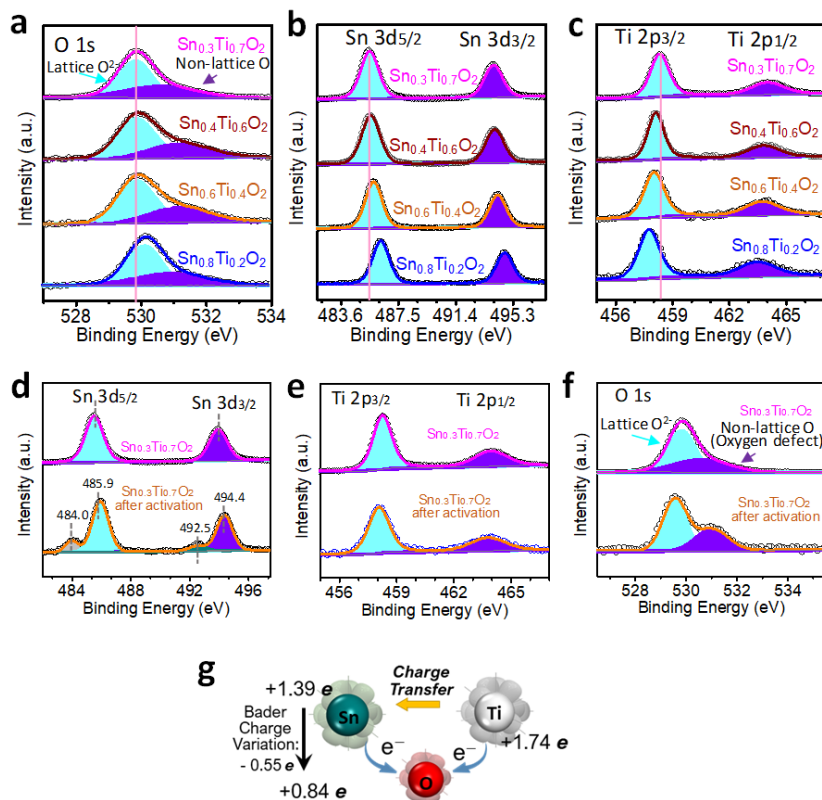 a
O 1s
Sn0.3Ti0.7O2
Lattice O2-
Non-lattice O
Sn0.4Ti0.6O2
Sn0.6Ti0.4O2
Sn0.8Ti0.2O2
Intensity (a.u.)
528 530 532 534
Binding Energy (eV)
b
Sn 3d5/2 Sn 3d3/2
Sn0.3Ti0.7O2
Sn0.4Ti0.6O2
Sn0.6Ti0.4O2
Sn0.8Ti0.2O2
Intensity (a.u.)
483.6 487.5 491.4 495.3
Binding Energy (eV)
c
Ti 2p3/2 Ti 2p1/2
Sn0.3Ti0.7O2
Sn0.4Ti0.6O2
Sn0.6Ti0.4O2
Sn0.8Ti0.2O2
Intensity (a.u.)
456 459 462 465
Binding Energy (eV)
d
Sn 3d5/2 Sn 3d3/2
Sn0.3Ti0.7O2
Sn0.3Ti0.7O2
after activation
484.0 485.9 492.5 494.4
Intensity (a.u.)
484 488 492 496
Binding Energy (eV)
e
Ti 2p3/2 Ti 2p1/2
Sn0.3Ti0.7O2
Sn0.3Ti0.7O2
after activation
Intensity (a.u.)
456 459 462 465
Binding Energy (eV)
f
O 1s
Sn0.3Ti0.7O2
Lattice O2-
Non-lattice O
(Oxygen defect)
Sn0.3Ti0.7O2
after activation
Intensity (a.u.)
528 530 532 534
Binding Energy (eV)
g
+1.39 e
Charge
Transfer
Sn
Ti
Bader
Charge
Variation:
- 0.55 e
+0.84 e
e−
e−
+1.74 e
O